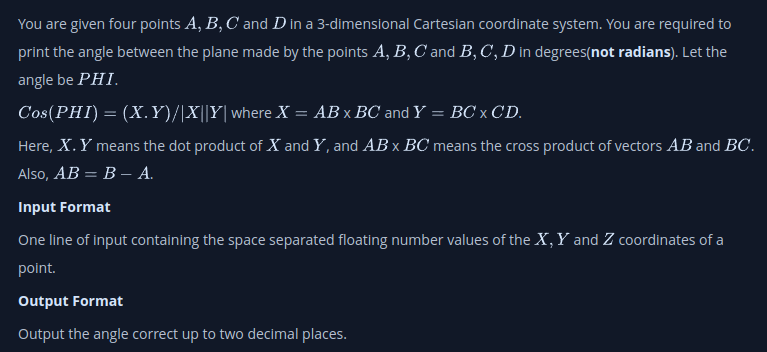 You are given four points A, B, C and D in a 3-dimensional Cartesian coordinate system. You are required to
print the angle between the plane made by the points A, B, C and B, C, D in degrees(not radians). Let the
angle be PHI.
Cos(PHI) = (X.Y)/|X||Y| where X = AB x BC and Y = BC x CD.
Here, X.Y means the dot product of X and Y, and AB x BC means the cross product of vectors AB and BC.
Also, AB = B − A.
Input Format
One line of input containing the space separated floating number values of the X, Y and Z coordinates of a
point.
Output Format
Output the angle correct up to two decimal places.